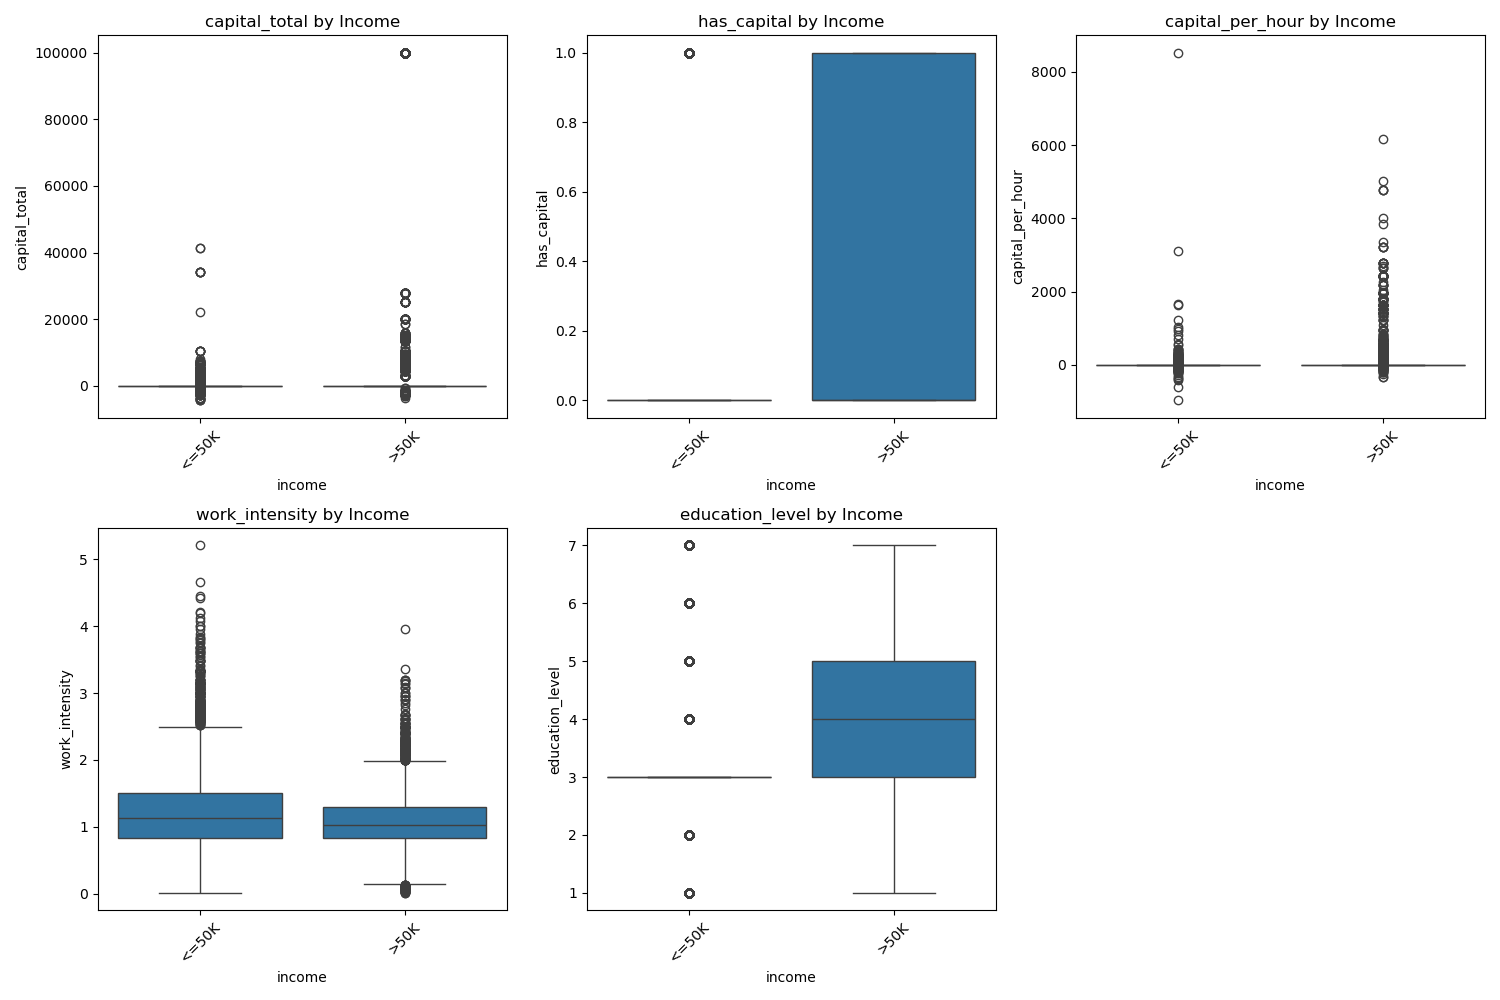 capital_total by Income
capital_total
100000
80000
60000
40000
20000
0
<=50K
>50K
income
has_capital by Income
has_capital
1.0
0.8
0.6
0.4
0.2
0.0
<=50K
>50K
income
capital_per_hour by Income
capital_per_hour
8000
6000
4000
2000
0
<=50K
>50K
income
work_intensity by Income
work_intensity
5
4
3
2
1
0
<=50K
>50K
income
education_level by Income
education_level
7
6
5
4
3
2
1
<=50K
>50K
income